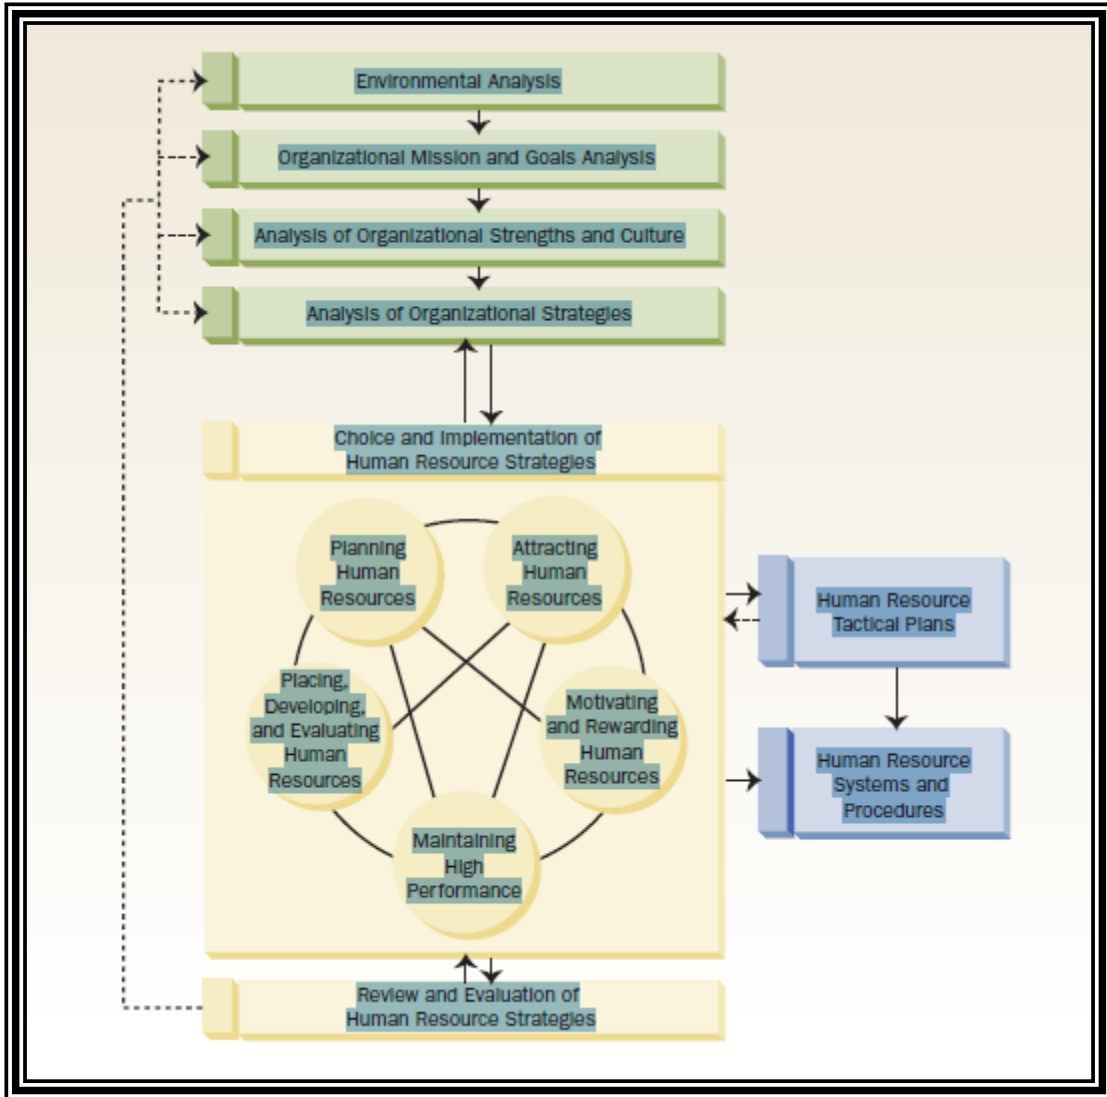 Environmental Analysis
Organizational Mission and Goals Analysis
Analysis of Organizational Strengths and Culture
Analysis of Organizational Strategies
Choice and Implementation of
Human Resource Strategies
Planning
Human
Resources
Attracting
Human
Resources
Placing,
Developing,
and Evaluating
Human
Resources
Motivating
and Rewarding
Human
Resources
Maintaining
High
Performance
Human Resource
Tactical Plans
Human Resource
Systems and
Procedures
Review and Evaluation of
Human Resource Strategies